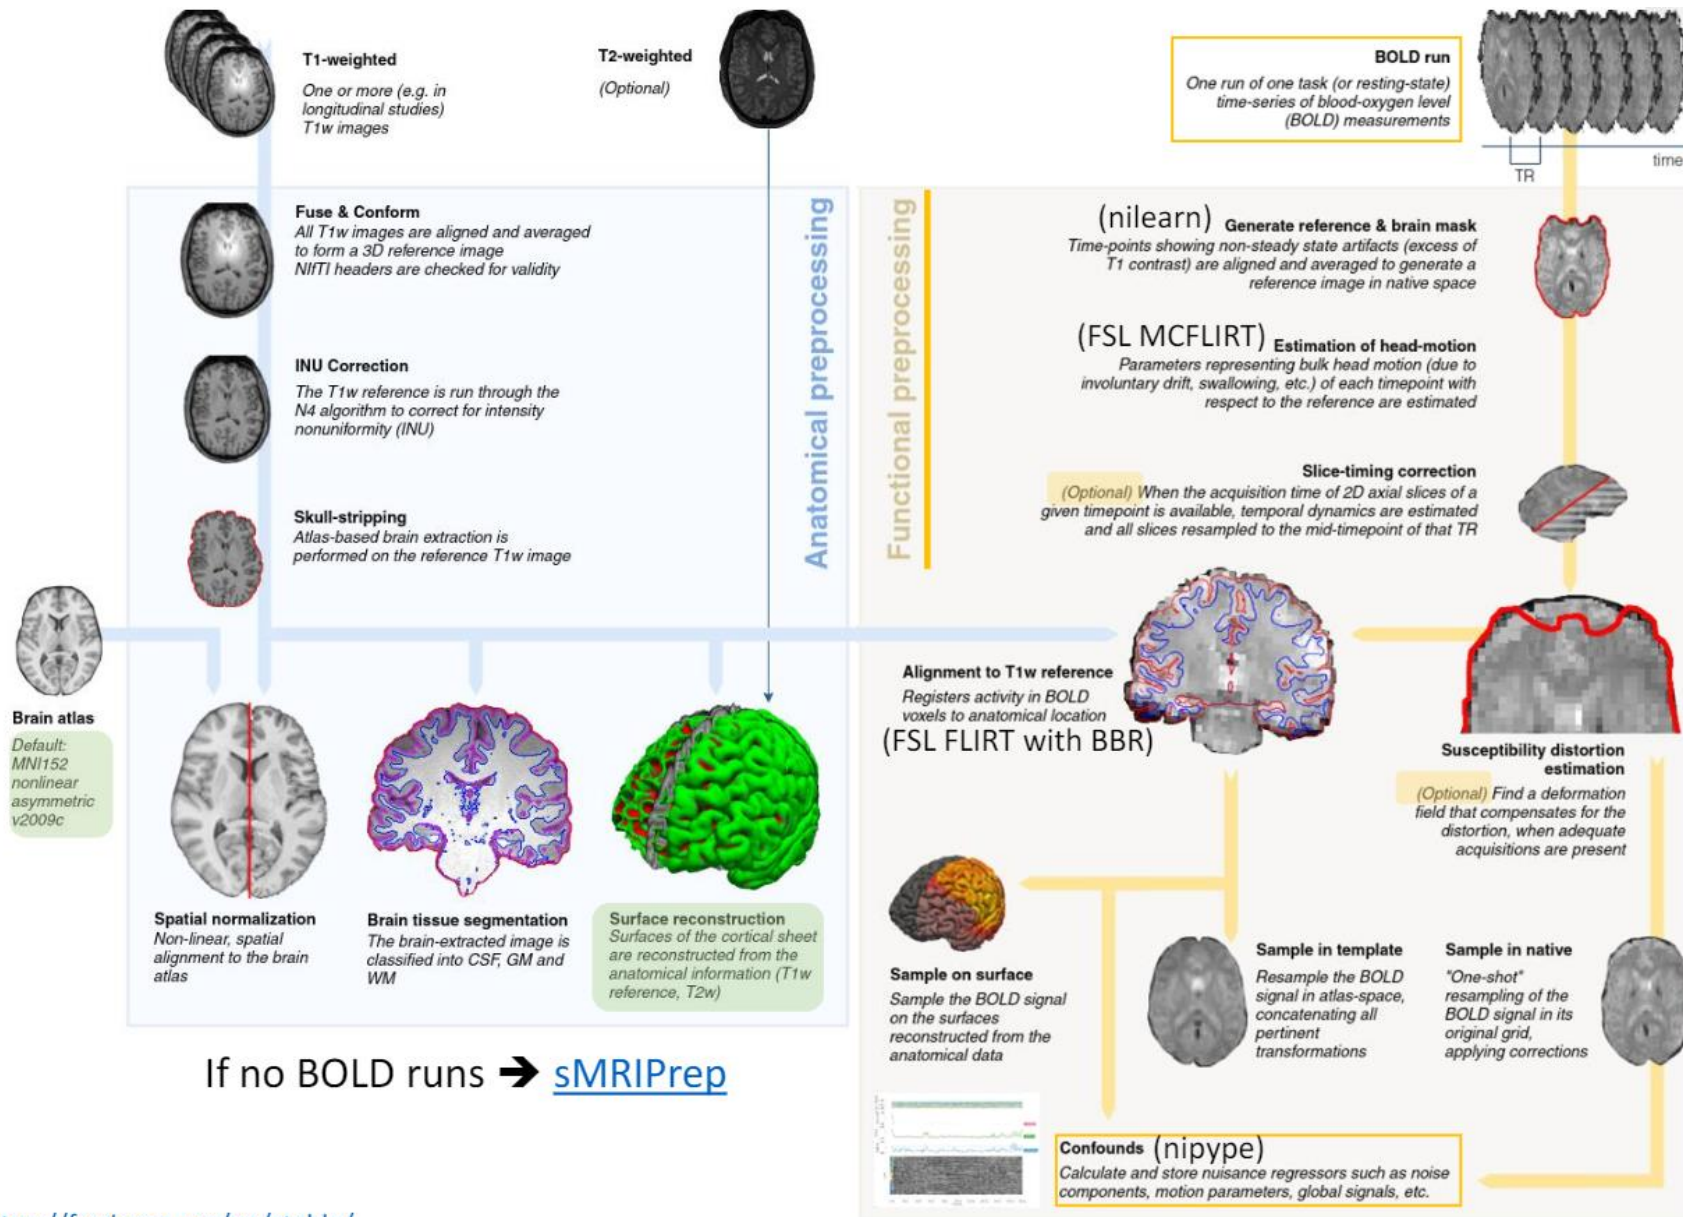 T1-weighted
One or more (e.g. in
longitudinal studies)
T1w images
T2-weighted
(Optional)
BOLD run
One run of one task (or resting-state)
time-series of blood-oxygen level
(BOLD) measurements
time
TR
Anatomical preprocessing
Fuse & Conform
All T1w images are aligned and averaged
to form a 3D reference image
NIfTI headers are checked for validity
INU Correction
The T1w reference is run through the
N4 algorithm to correct for intensity
nonuniformity (INU)
Skull-stripping
Atlas-based brain extraction is
performed on the reference T1w image
Brain atlas
Default:
MNI152
nonlinear
asymmetric
v2009c
Spatial normalization
Non-linear, spatial
alignment to the brain
atlas
Brain tissue segmentation
The brain-extracted image is
classified into CSF, GM and
WM
Surface reconstruction
Surfaces of the cortical sheet
are reconstructed from the
anatomical information (T1w
reference, T2w)
If no BOLD runs ➔ sMRIPrep
Functional preprocessing
(nilearn) Generate reference & brain mask
Time-points showing non-steady state artifacts (excess of
T1 contrast) are aligned and averaged to generate a
reference image in native space
(FSL MCFLIRT) Estimation of head-motion
Parameters representing bulk head motion (due to
involuntary drift, swallowing, etc.) of each timepoint with
respect to the reference are estimated
Slice-timing correction
(Optional) When the acquisition time of 2D axial slices of a
given timepoint is available, temporal dynamics are estimated
and all slices resampled to the mid-timepoint of that TR
Alignment to T1w reference
Registers activity in BOLD
voxels to anatomical location
(FSL FLIRT with BBR)
Susceptibility distortion
estimation
(Optional) Find a deformation
field that compensates for the
distortion, when adequate
acquisitions are present
Sample on surface
Sample the BOLD signal
on the surfaces
reconstructed from the
anatomical data
Sample in template
Resample the BOLD
signal in atlas-space,
concatenating all
pertinent
transformations
Sample in native
"One-shot"
resampling of the
BOLD signal in its
original grid,
applying corrections
Confounds (nipype)
Calculate and store nuisance regressors such as noise
components, motion parameters, global signals, etc.